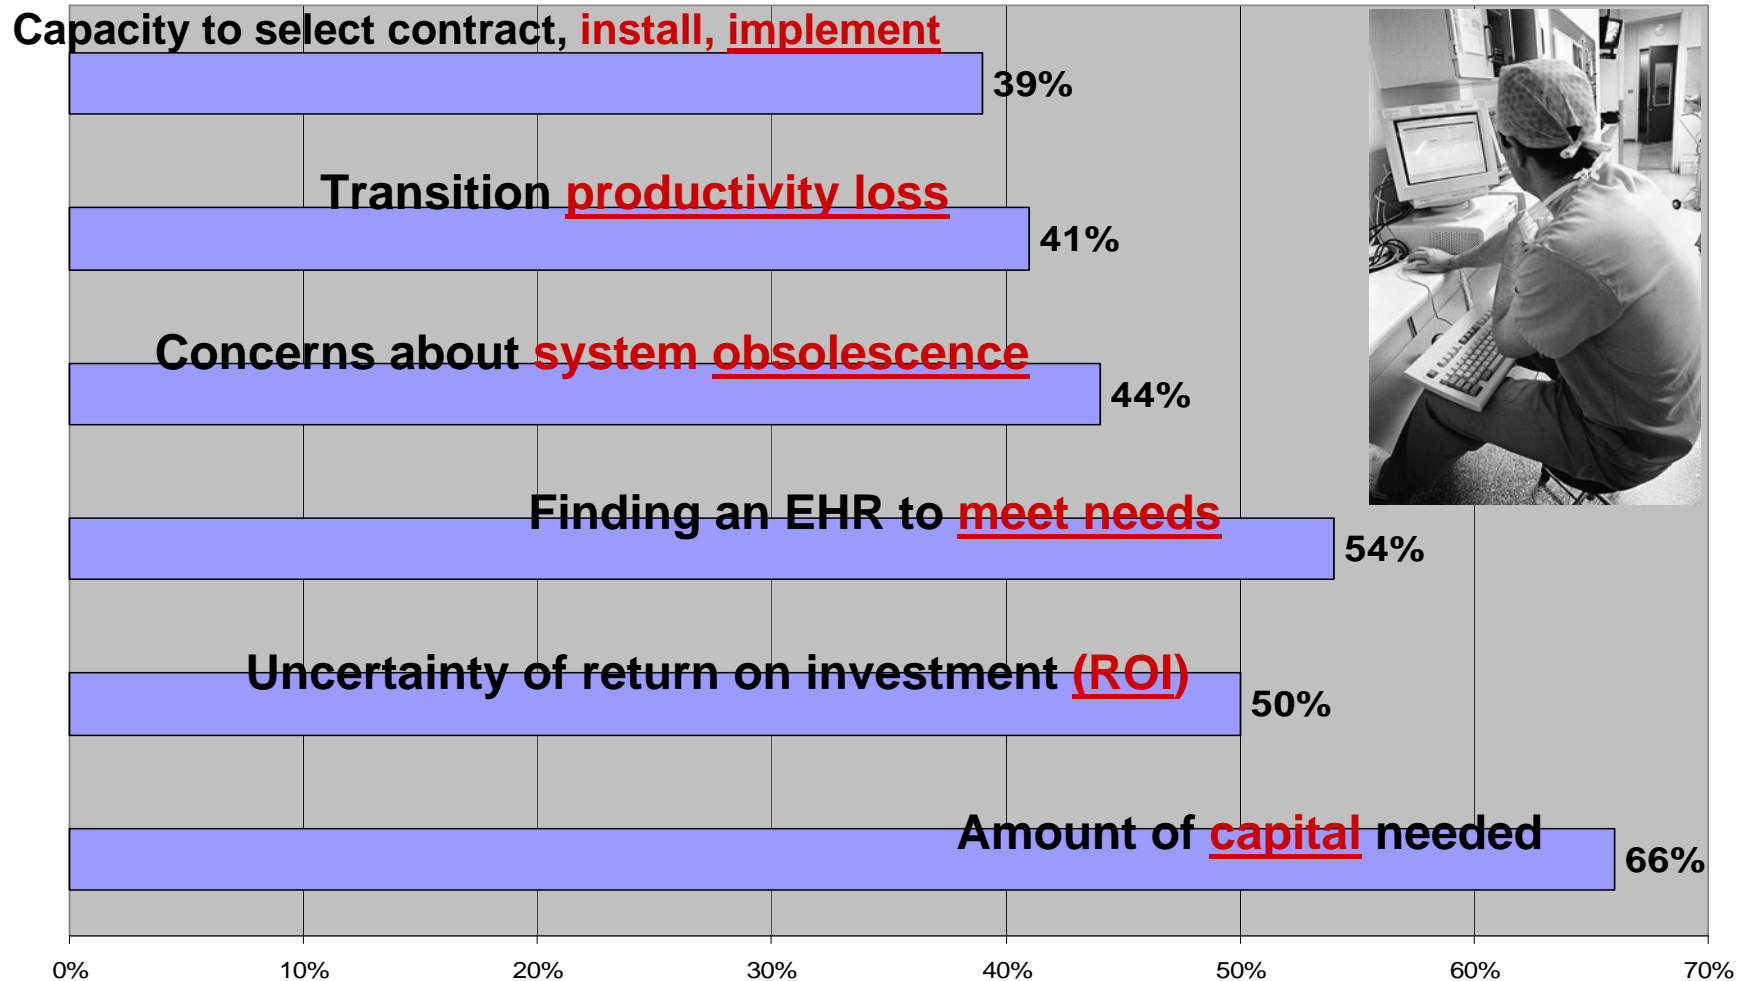 Capacity to select contract, install, implement
39%
Transition productivity loss
41%
Concerns about system obsolescence
44%
Finding an EHR to meet needs
54%
Uncertainty of return on investment (ROI)
50%
Amount of capital needed
66%
0% 10% 20% 30% 40% 50% 60% 70%